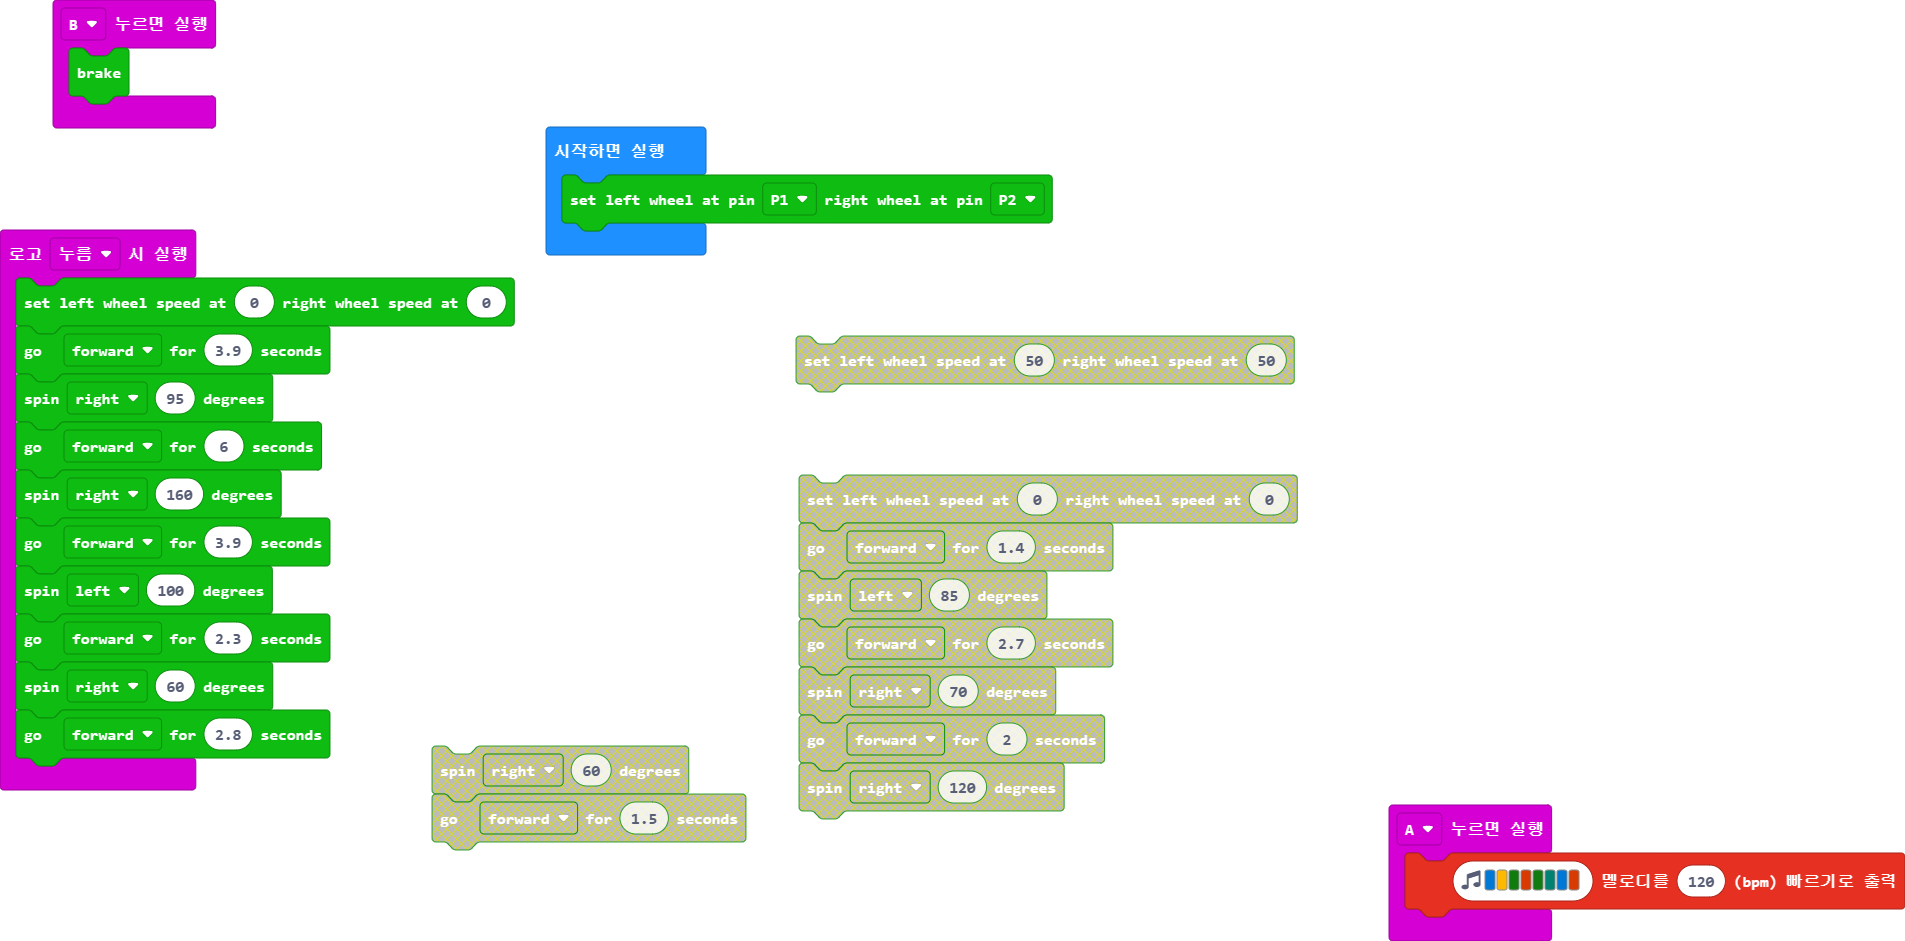 B 누르면 실행
brake
시작하면 실행
set left wheel at pin P1 right wheel at pin P2
로고 누름 시 실행
set left wheel speed at 0 right wheel speed at 0
go forward for 3.9 seconds
spin right 95 degrees
go forward for 6 seconds
spin right 160 degrees
go forward for 3.9 seconds
spin left 100 degrees
go forward for 2.3 seconds
spin right 60 degrees
go forward for 2.8 seconds
set left wheel speed at 50 right wheel speed at 50
set left wheel speed at 0 right wheel speed at 0
go forward for 1.4 seconds
spin left 85 degrees
go forward for 2.7 seconds
spin right 70 degrees
go forward for 2 seconds
spin right 120 degrees
spin right 60 degrees
go forward for 1.5 seconds
A 누르면 실행
멜로디를 120 (bpm) 빠르기로 출력